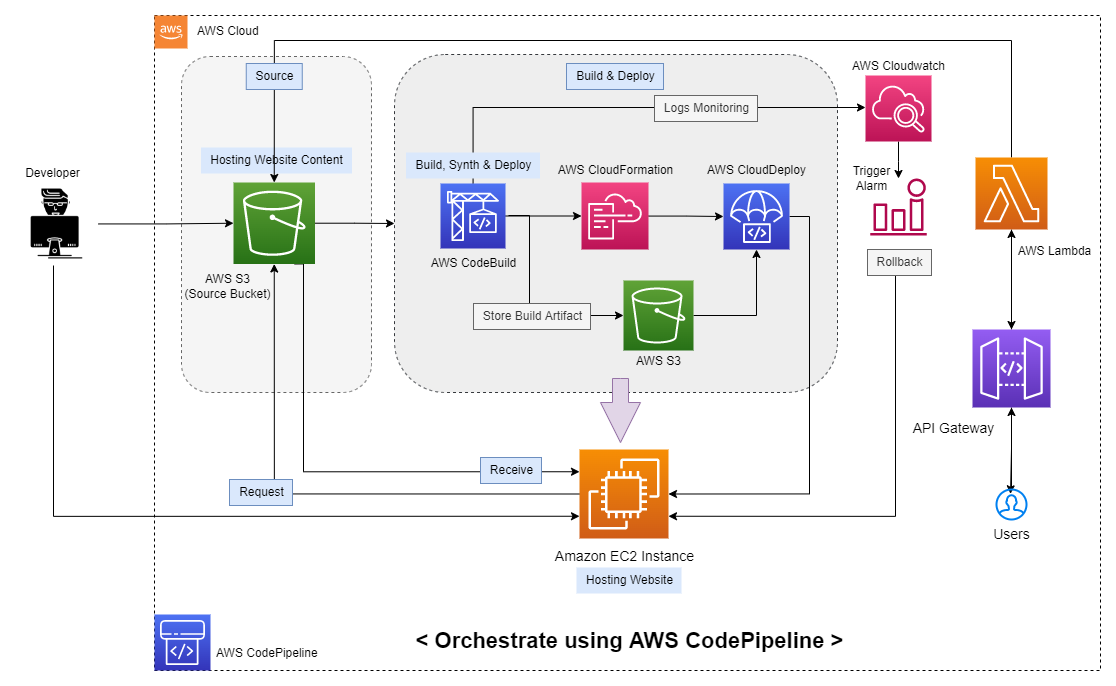 aws
AWS Cloud
Source
Build & Deploy
AWS Cloudwatch
Logs Monitoring
Hosting Website Content
Build, Synth & Deploy
AWS CloudFormation
AWS CloudDeploy
Trigger
Alarm
Developer
AWS CodeBuild
AWS Lambda
Rollback
AWS S3
(Source Bucket)
Store Build Artifact
AWS S3
API Gateway
Receive
Request
Users
Amazon EC2 Instance
Hosting Website
AWS CodePipeline
< Orchestrate using AWS CodePipeline >